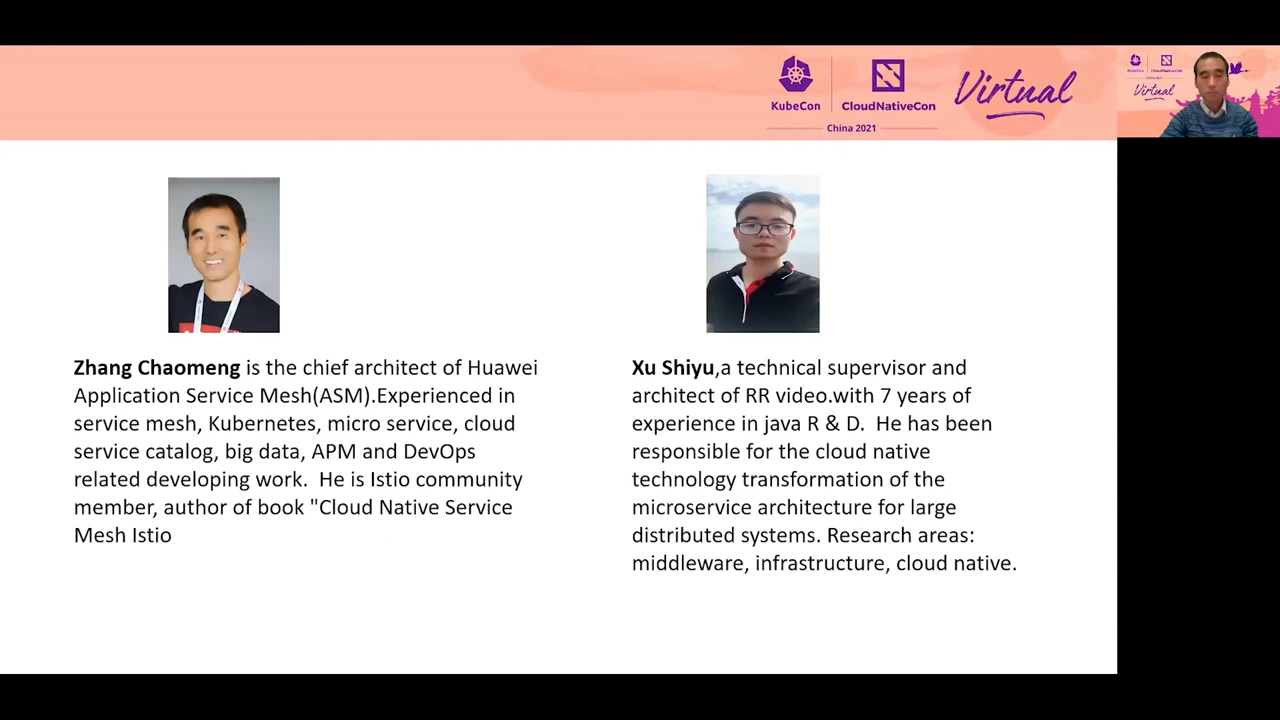 KubeCon
CloudNativeCon
Virtual
China 2021
KubeCon
CloudNativeCon
Virtual
Zhang Chaomeng is the chief architect of Huawei
Application Service Mesh(ASM).Experienced in
service mesh, Kubernetes, micro service, cloud
service catalog, big data, APM and DevOps
related developing work.  He is Istio community
member, author of book "Cloud Native Service
Mesh Istio
Xu Shiyu,a technical supervisor and
architect of RR video.with 7 years of
experience in java R & D.  He has been
responsible for the cloud native
technology transformation of the
microservice architecture for large
distributed systems. Research areas:
middleware, infrastructure, cloud native.